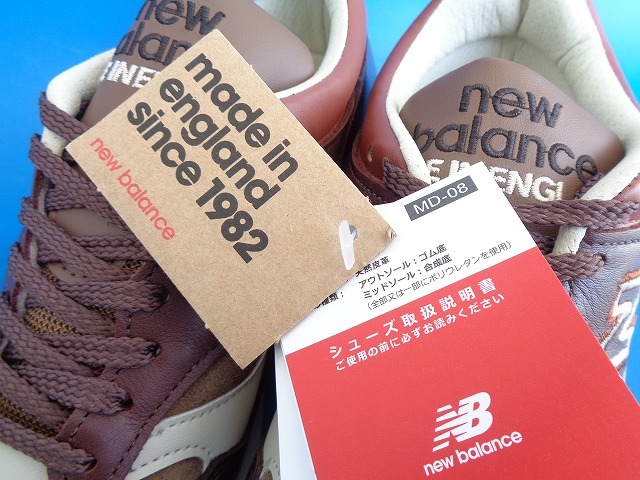 new
balance
E IN EN
made in
england
since 1982
new balance
new
balance
E IN ENGL
MD-08
天然皮革
アウトソール：ゴム底
ミッドソール：合成底
(全部又は一部にポリウレタンを使用)
シューズ取扱説明書
ご使用の前に必ずお読みください
NB
new balance